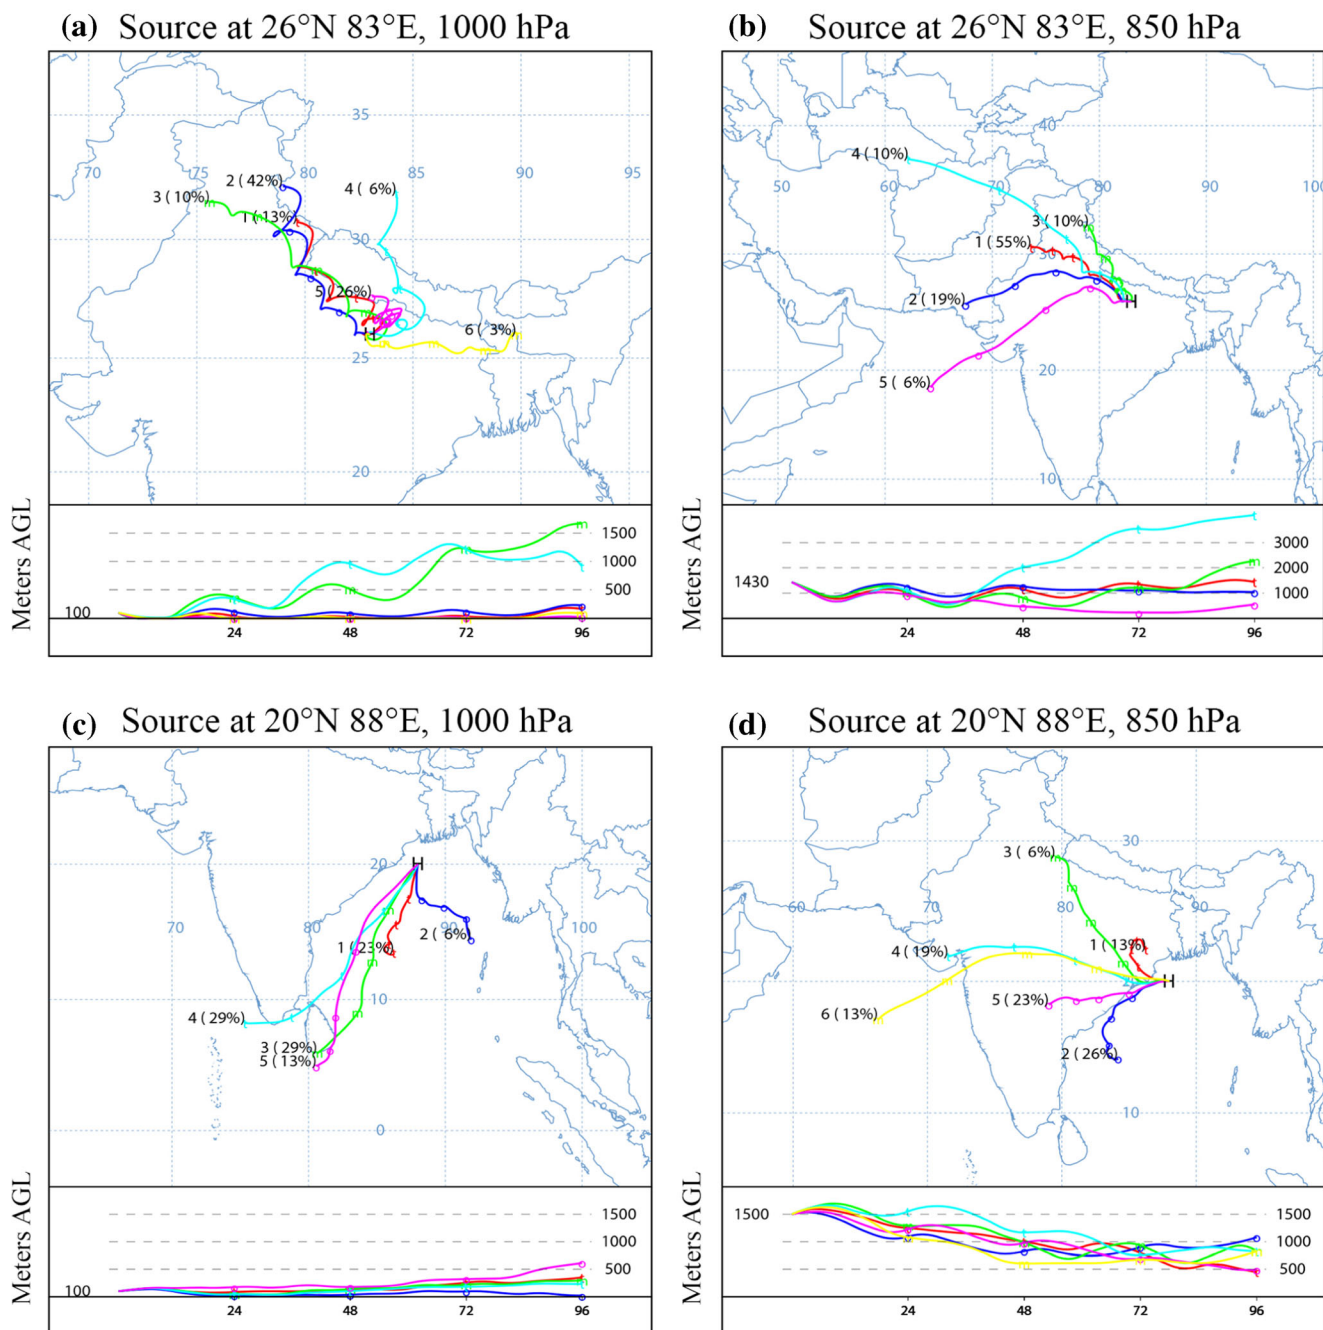 (a) Source at 26°N 83°E, 1000 hPa
35
70 75 80 85 90 95
2 ( 42%)
4 ( 6%)
3 ( 10%)
1 ( 13%)
30
5 ( 26%)
6 ( 3%)
25
20
Meters AGL
1500
1000
500
100
24 48 72 96
(b) Source at 26°N 83°E, 850 hPa
40
4 ( 10%)
50 60 70 80 90 100
3 ( 10%)
1 ( 55%)
30
2 ( 19%)
20
5 ( 6%)
10
Meters AGL
3000
2000
1430
1000
24 48 72 96
(c) Source at 20°N 88°E, 1000 hPa
20
70 80 90 100
2 ( 6%)
1 ( 23%)
10
4 ( 29%)
3 ( 29%)
5 ( 13%)
0
Meters AGL
1500
1000
500
100
24 48 72 96
(d) Source at 20°N 88°E, 850 hPa
30
3 ( 6%)
60 70 80 90
1 ( 13%)
4 ( 19%)
20
5 ( 23%)
6 ( 13%)
2 ( 26%)
10
Meters AGL
1500 1500
1000
500
24 48 72 96